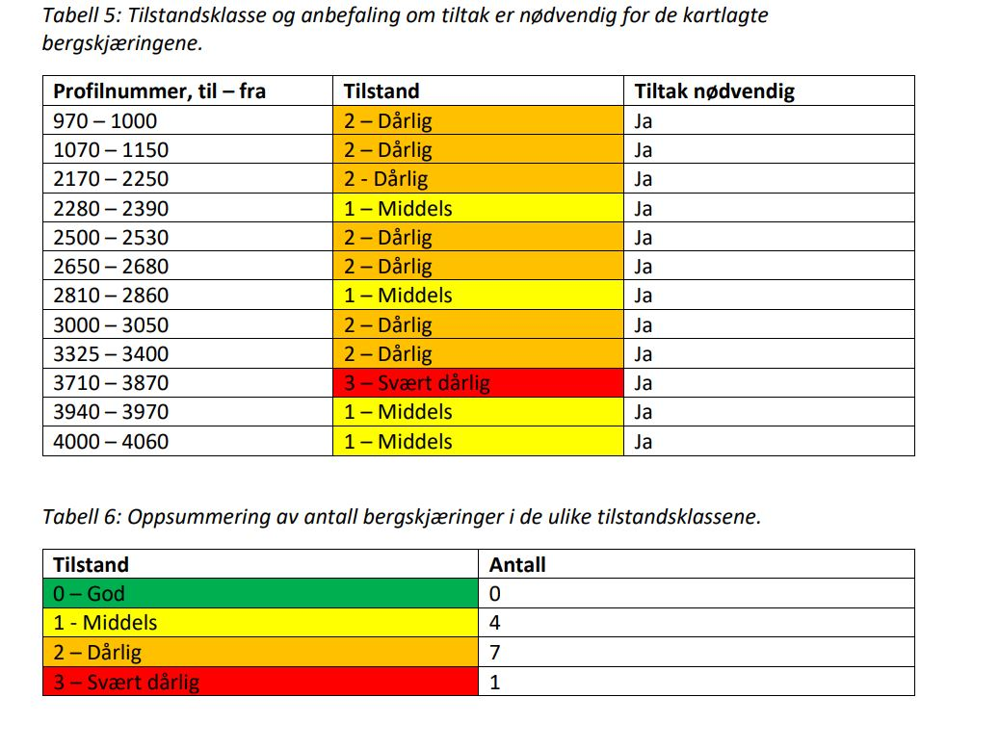 Tabell 5: Tilstandsklasse og anbefaling om tiltak er nødvendig for de kartlagte
bergskjæringene.
Profilnummer, til – fra Tilstand Tiltak nødvendig
970 – 1000 2 – Dårlig Ja
1070 – 1150 2 – Dårlig Ja
2170 – 2250 2 - Dårlig Ja
2280 – 2390 1 – Middels Ja
2500 – 2530 2 – Dårlig Ja
2650 – 2680 2 – Dårlig Ja
2810 – 2860 1 – Middels Ja
3000 – 3050 2 – Dårlig Ja
3325 – 3400 2 – Dårlig Ja
3710 – 3870 3 – Svært dårlig Ja
3940 – 3970 1 – Middels Ja
4000 – 4060 1 – Middels Ja
Tabell 6: Oppsummering av antall bergskjæringer i de ulike tilstandsklassene.
Tilstand Antall
0 – God 0
1 - Middels 4
2 – Dårlig 7
3 – Svært dårlig 1